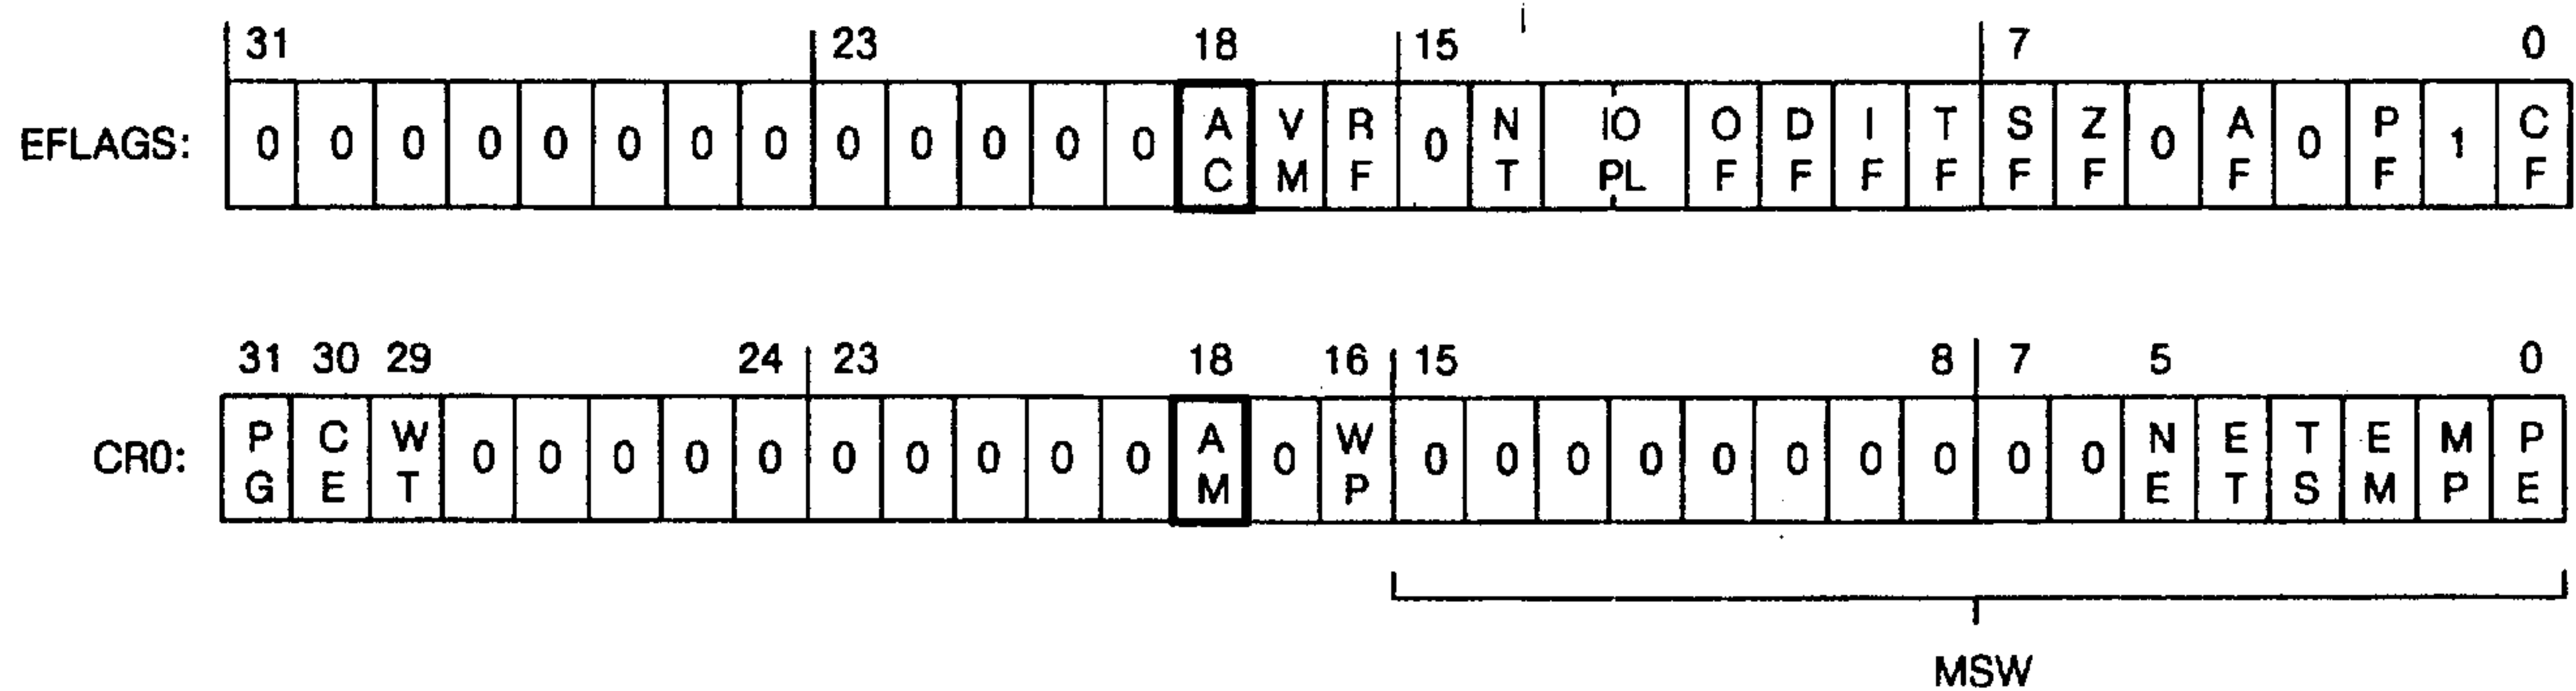 31 23 18 15 7 0
EFLAGS: 0 0 0 0 0 0 0 0 0 0 0 0 0 AC VM RF 0 NT IO PL OF DF IF TF SF ZF 0 AF 0 PF 1 CF
31 30 29 24 23 18 16 15 8 7 5 0
CR0: PG CE WT 0 0 0 0 0 0 0 0 0 0 AM 0 WP 0 0 0 0 0 0 0 0 0 0 NE ET TS EM MP PE
MSW